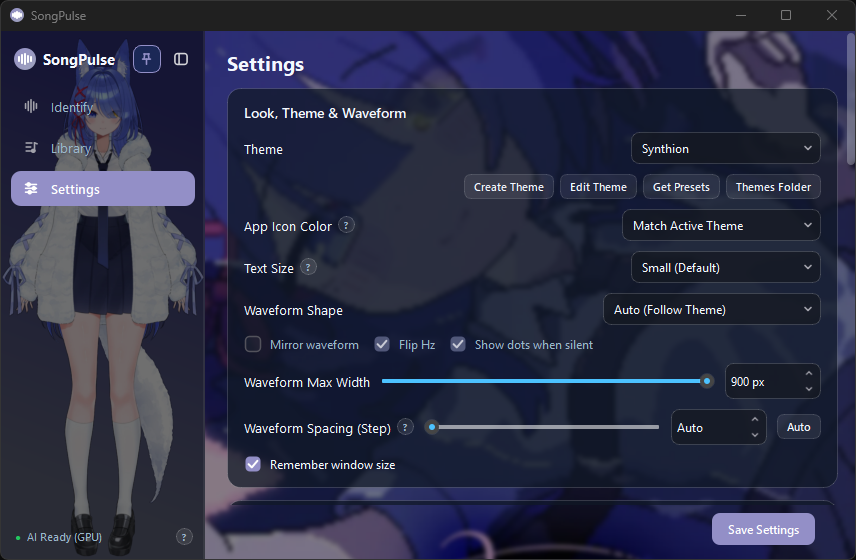 SongPulse
SongPulse
Identify
Library
Settings
AI Ready (GPU)
?
Settings
Look, Theme & Waveform
Theme
Synthion
Create Theme
Edit Theme
Get Presets
Themes Folder
App Icon Color ?
Match Active Theme
Text Size ?
Small (Default)
Waveform Shape
Auto (Follow Theme)
Mirror waveform
Flip Hz
Show dots when silent
Waveform Max Width
900 px
Waveform Spacing (Step) ?
Auto
Auto
Remember window size
Save Settings